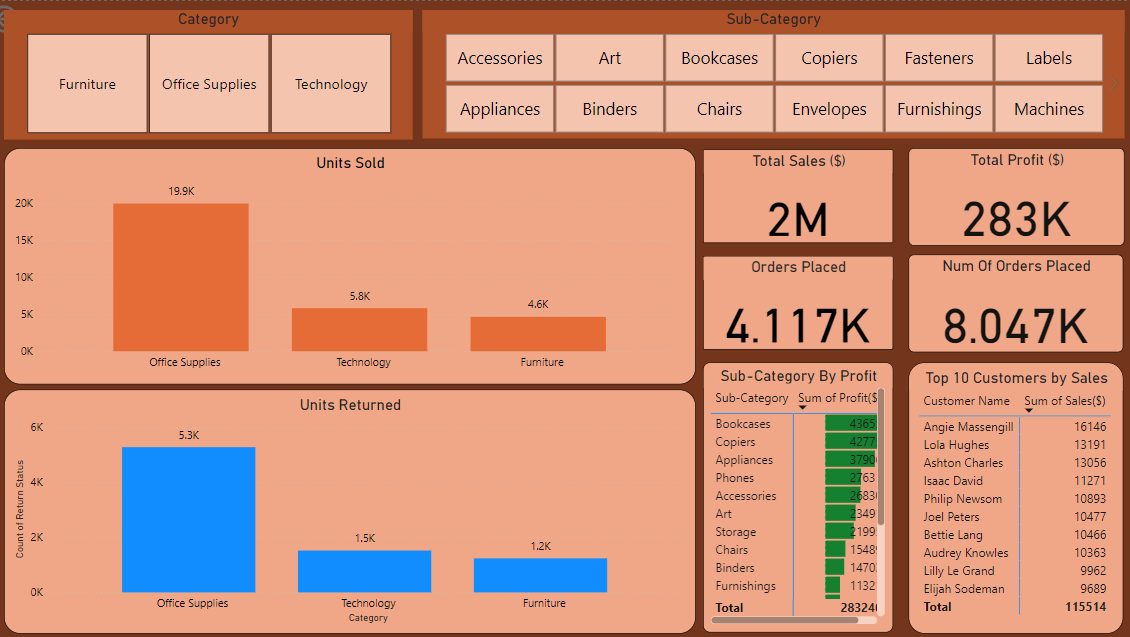 Category
Furniture
Office Supplies
Technology
Sub-Category
Accessories Art Bookcases Copiers Fasteners Labels
Appliances Binders Chairs Envelopes Furnishings Machines
Units Sold
20K
15K
10K
5K
0K
19.9K
5.8K
4.6K
Office Supplies Technology Furniture
Total Sales ($)
2M
Total Profit ($)
283K
Orders Placed
4.117K
Num Of Orders Placed
8.047K
Units Returned
Count of Return Status
6K
4K
2K
0K
5.3K
1.5K
1.2K
Office Supplies Technology Furniture
Category
Sub-Category By Profit
Sub-Category Sum of Profit($
Bookcases 4365
Copiers 4277
Appliances 3790
Phones 2763
Accessories 2683
Art 2349
Storage 2199
Chairs 1548
Binders 1470
Furnishings 1132
Total 28324
Top 10 Customers by Sales
Customer Name Sum of Sales($)
Angie Massengill 16146
Lola Hughes 13191
Ashton Charles 13056
Isaac David 11271
Philip Newsom 10893
Joel Peters 10477
Bettie Lang 10466
Audrey Knowles 10363
Lilly Le Grand 9962
Elijah Sodeman 9689
Total 115514